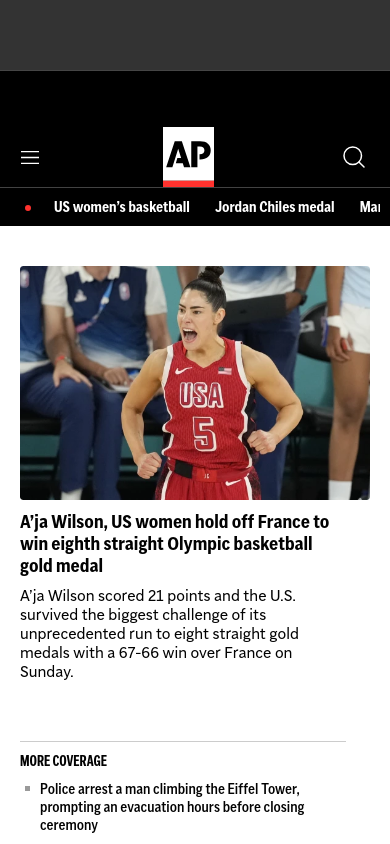 AP
US women's basketball Jordan Chiles medal
USA
5
A'ja Wilson, US women hold off France to
win eighth straight Olympic basketball
gold medal
A'ja Wilson scored 21 points and the U.S.
survived the biggest challenge of its
unprecedented run to eight straight gold
medals with a 67-66 win over France on
Sunday.
MORE COVERAGE
Police arrest a man climbing the Eiffel Tower,
prompting an evacuation hours before closing
ceremony